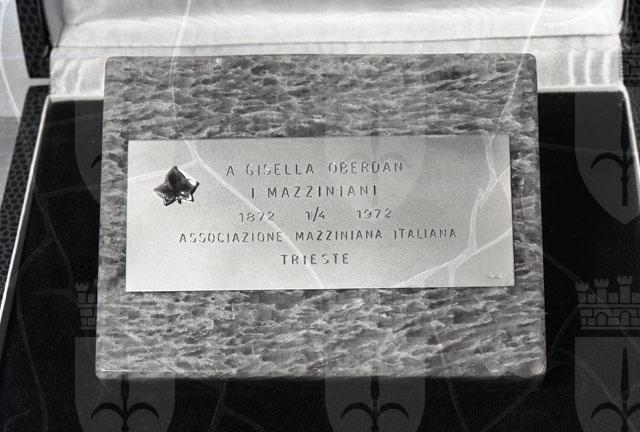 A GISELLA OBERDAN
I MAZZINIANI
1872 1/4 1972
ASSOCIAZIONE MAZZINIANA ITALIANA
TRIESTE